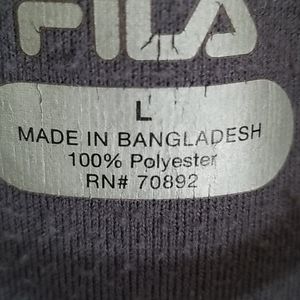 FILA
L
MADE IN BANGLADESH
100% Polyester
RN# 70892